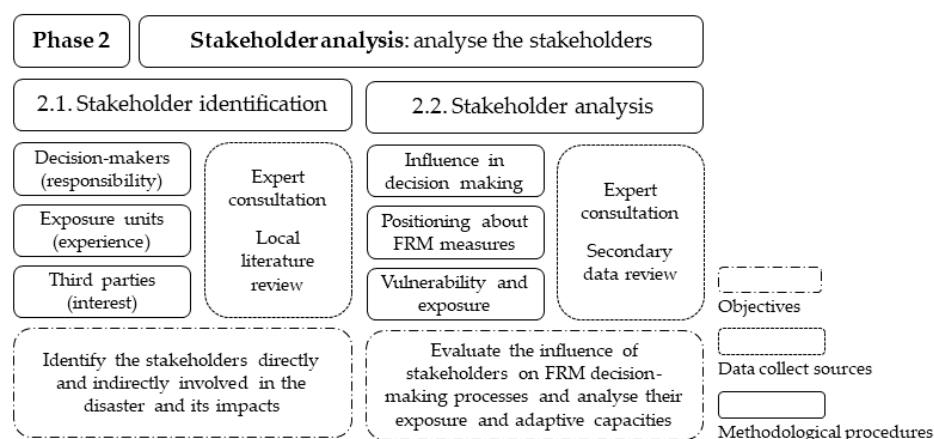 Phase 2
Stakeholder analysis: analyse the stakeholders
2.1. Stakeholder identification
2.2. Stakeholder analysis
Decision-makers
(responsibility)
Exposure units
(experience)
Third parties
(interest)
Expert
consultation
Local
literature
review
Influence in
decision making
Positioning about
FRM measures
Vulnerability and
exposure
Expert
consultation
Secondary
data review
Identify the stakeholders directly
and indirectly involved in the
disaster and its impacts
Evaluate the influence of
stakeholders on FRM decision-
making processes and analyse their
exposure and adaptive capacities
Objectives
Data collect sources
Methodological procedures